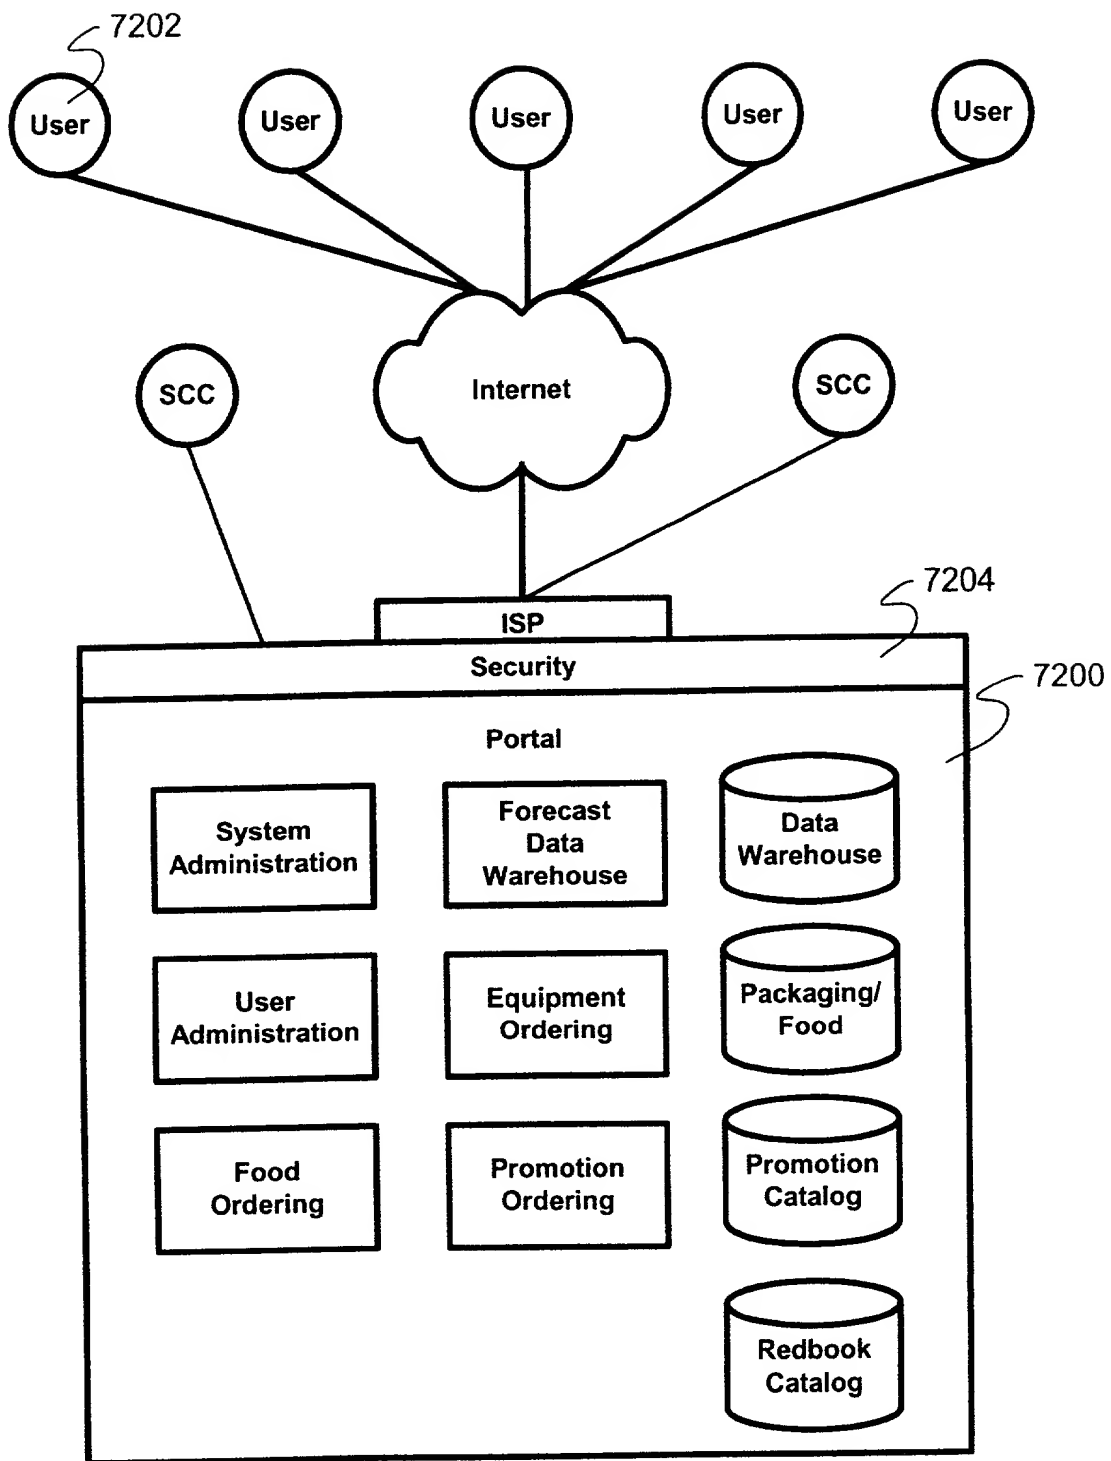 7202
User
User
User
User
User
SCC
Internet
SCC
7204
ISP
Security
7200
Portal
System
Administration
Forecast
Data
Warehouse
Data
Warehouse
User
Administration
Equipment
Ordering
Packaging/
Food
Food
Ordering
Promotion
Ordering
Promotion
Catalog
Redbook
Catalog